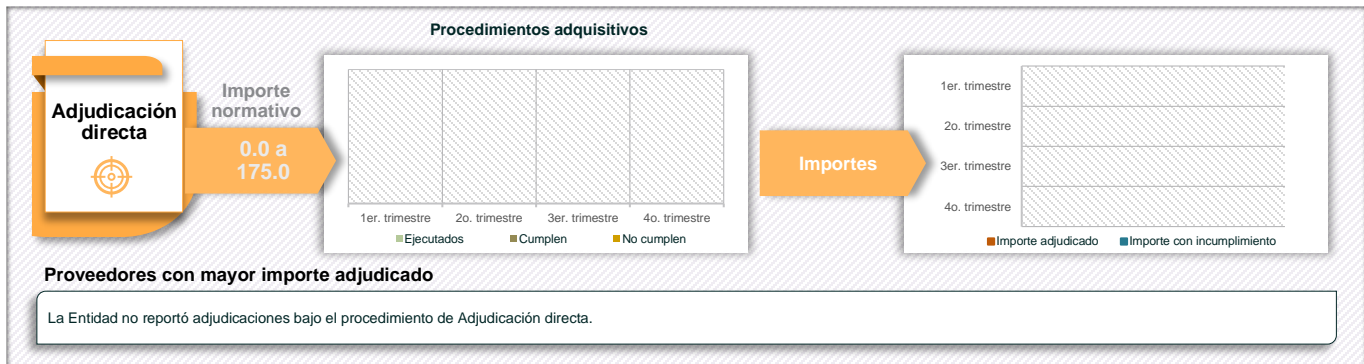 Procedimientos adquisitivos
Adjudicación
directa
Importe
normativo
0.0 a
175.0
1er. trimestre
2o. trimestre
3er. trimestre
4o. trimestre
Ejecutados
Cumplen
No cumplen
Importes
1er. trimestre
2o. trimestre
3er. trimestre
4o. trimestre
Importe adjudicado
Importe con incumplimiento
Proveedores con mayor importe adjudicado
La Entidad no reportó adjudicaciones bajo el procedimiento de Adjudicación directa.